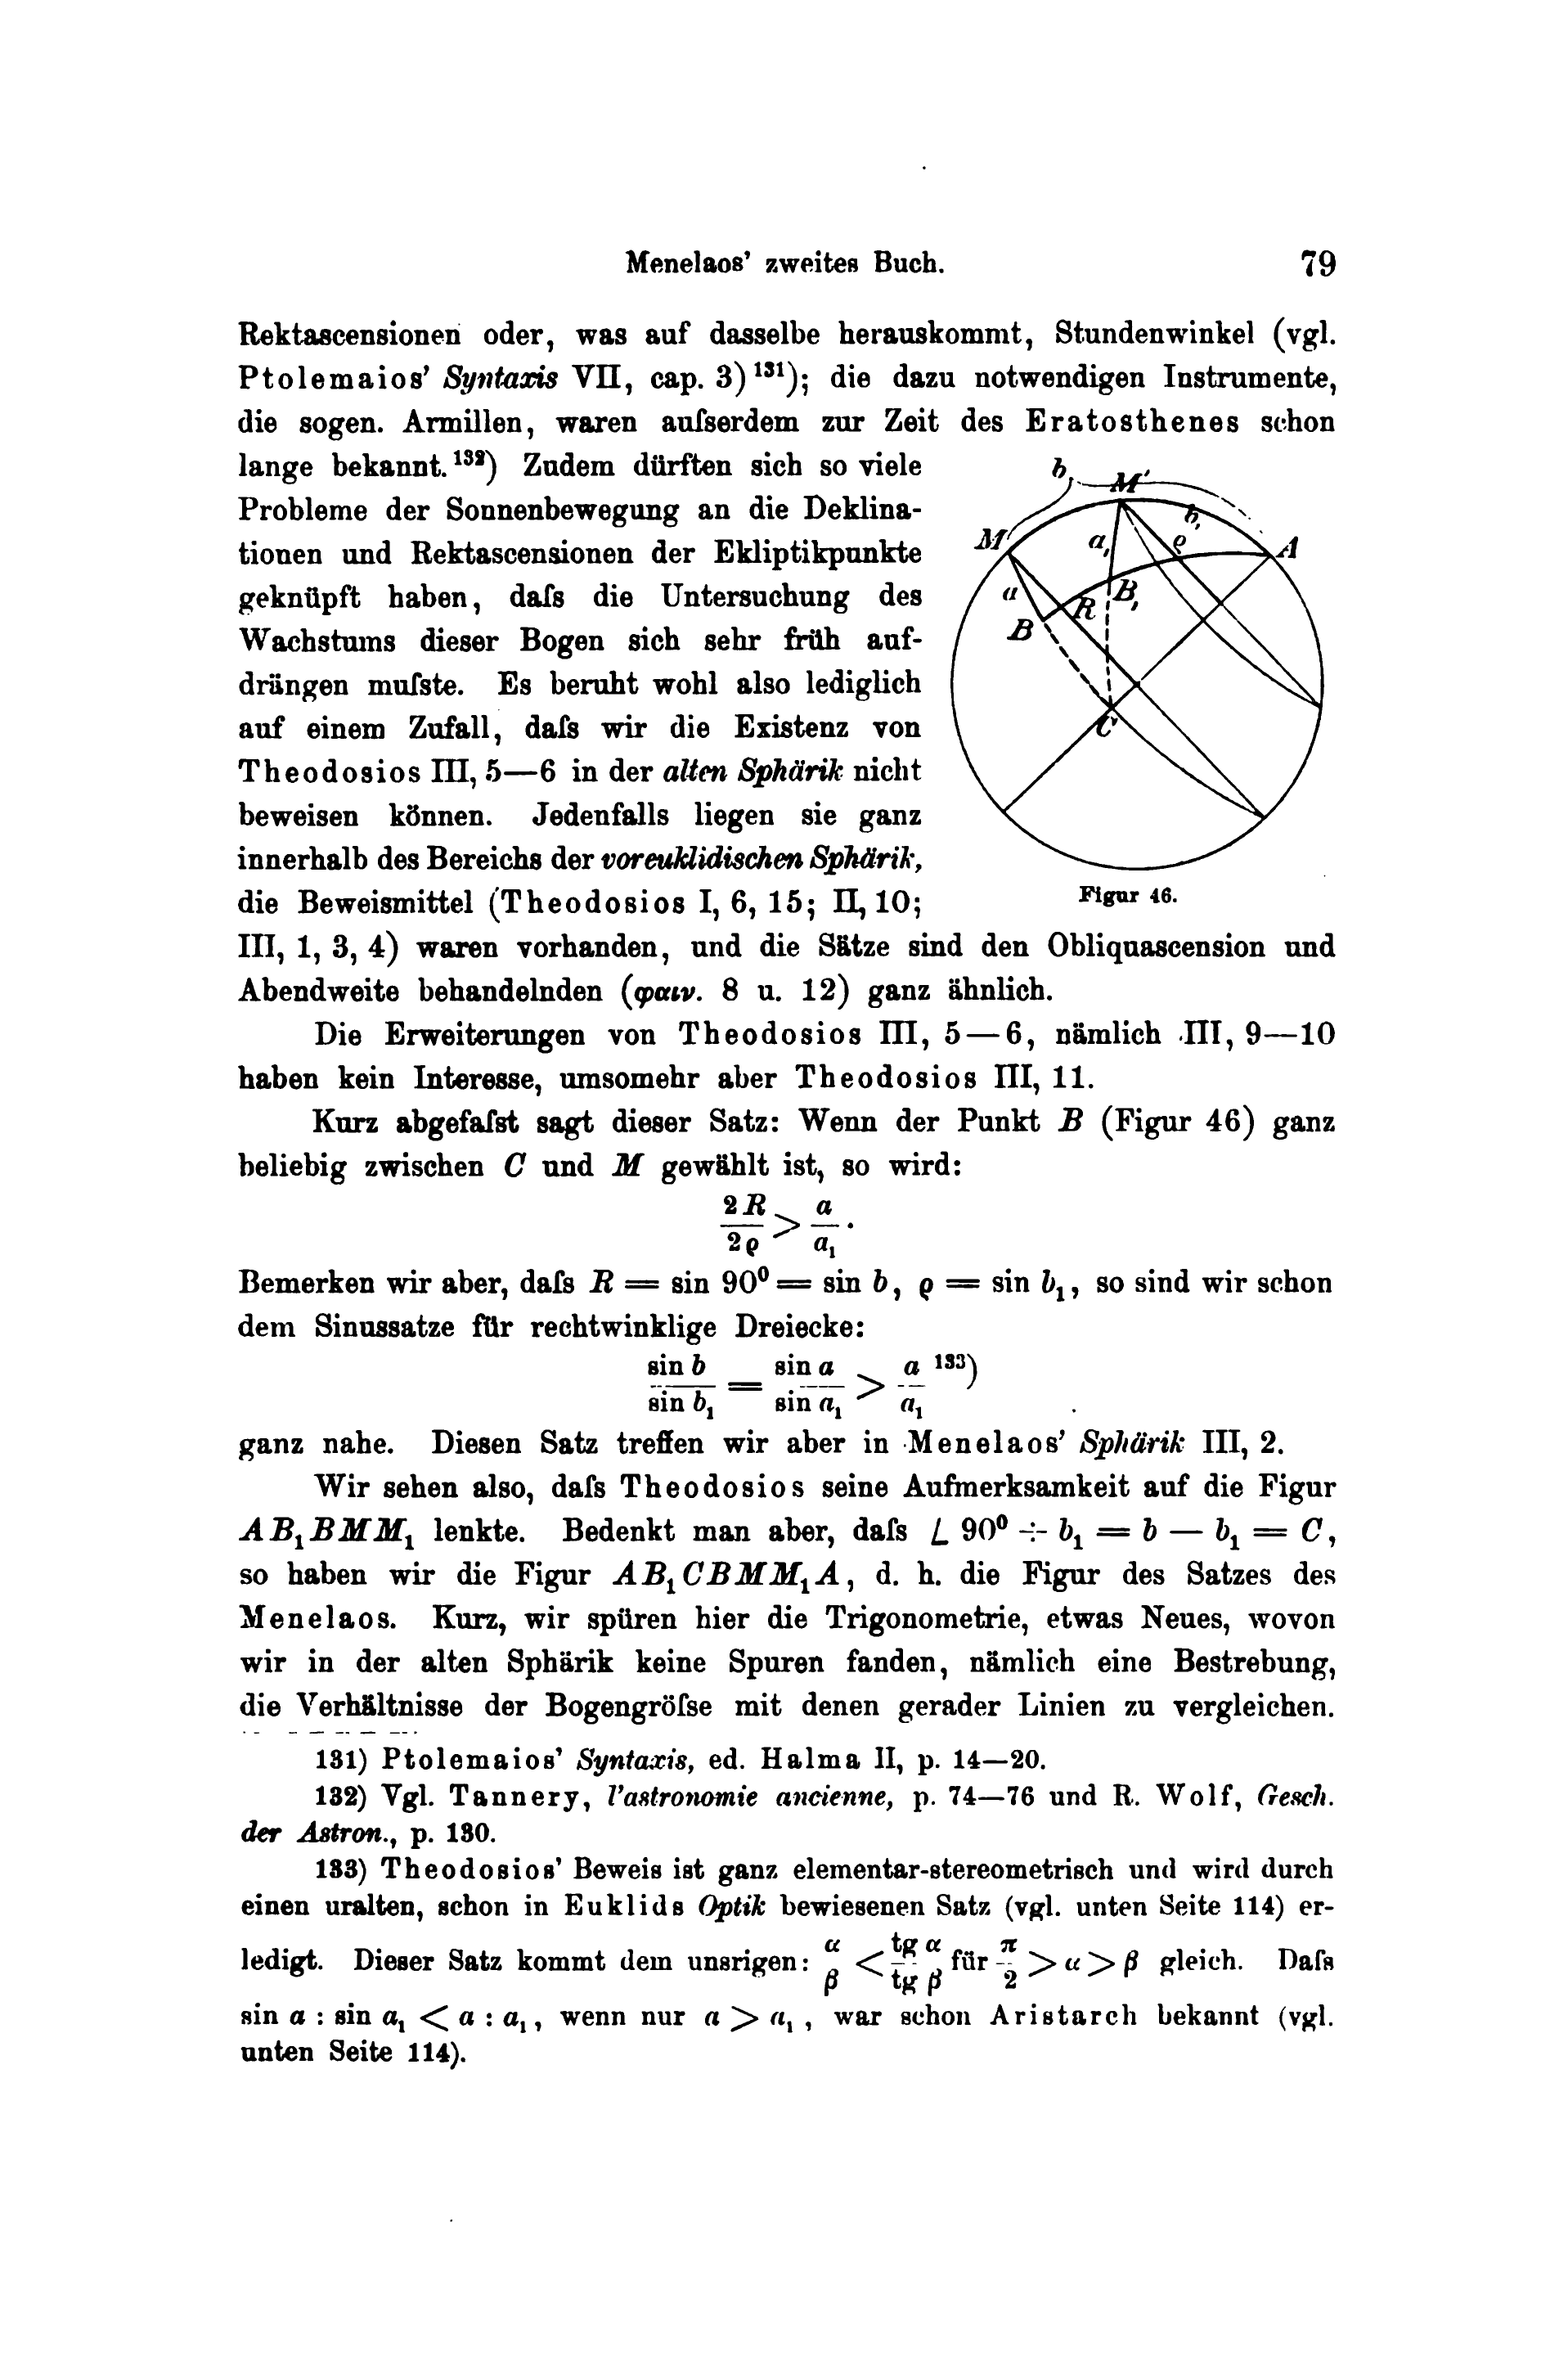 Menelaos' zweites Buch. 79
Rektascensionen oder, was auf dasselbe herauskommt, Stundenwinkel (vgl.
Ptolemaios' Syntaxis VII, cap. 3)¹³¹); die dazu notwendigen Instrumente,
die sogen. Armillen, waren auſserdem zur Zeit des Eratosthenes schon
lange bekannt.¹³²) Zudem dürften sich so viele
Probleme der Sonnenbewegung an die Deklina-
tionen und Rektascensionen der Ekliptikpunkte
geknüpft haben, daſs die Untersuchung des
Wachstums dieser Bogen sich sehr früh auf-
drängen muſste. Es beruht wohl also lediglich
auf einem Zufall, daſs wir die Existenz von
Theodosios III, 5—6 in der alten Sphärik nicht
beweisen können. Jedenfalls liegen sie ganz
innerhalb des Bereichs der voreuklidischen Sphärik,
die Beweismittel (Theodosios I, 6, 15; II, 10;
b M' b₁ M a₁ ϱ A a B₁ R B C
Figur 46.
III, 1, 3, 4) waren vorhanden, und die Sätze sind den Obliquascension und
Abendweite behandelnden (φαιν. 8 u. 12) ganz ähnlich.
Die Erweiterungen von Theodosios III, 5—6, nämlich III, 9—10
haben kein Interesse, umsomehr aber Theodosios III, 11.
Kurz abgefaſst sagt dieser Satz: Wenn der Punkt B (Figur 46) ganz
beliebig zwischen C und M gewählt ist, so wird:
2R/2ϱ > a/a₁.
Bemerken wir aber, daſs R = sin 90⁰ = sin b, ϱ = sin b₁, so sind wir schon
dem Sinussatze für rechtwinklige Dreiecke:
sin b/sin b₁ = sin a/sin a₁ > a/a₁ ¹³³)
ganz nahe. Diesen Satz treffen wir aber in Menelaos' Sphärik III, 2.
Wir sehen also, daſs Theodosios seine Aufmerksamkeit auf die Figur
AB₁BMM₁ lenkte. Bedenkt man aber, daſs ∠ 90⁰ ÷ b₁ = b — b₁ = C,
so haben wir die Figur AB₁CBMM₁A, d. h. die Figur des Satzes des
Menelaos. Kurz, wir spüren hier die Trigonometrie, etwas Neues, wovon
wir in der alten Sphärik keine Spuren fanden, nämlich eine Bestrebung,
die Verhältnisse der Bogengröſse mit denen gerader Linien zu vergleichen.
131) Ptolemaios' Syntaxis, ed. Halma II, p. 14—20.
132) Vgl. Tannery, l'astronomie ancienne, p. 74—76 und R. Wolf, Gesch.
der Astron., p. 130.
133) Theodosios' Beweis ist ganz elementar-stereometrisch und wird durch
einen uralten, schon in Euklids Optik bewiesenen Satz (vgl. unten Seite 114) er-
ledigt. Dieser Satz kommt dem unsrigen: α/β < tg α/tg β für π/2 > α > β gleich. Daſs
sin a : sin a₁ < a : a₁, wenn nur a > a₁, war schon Aristarch bekannt (vgl.
unten Seite 114).